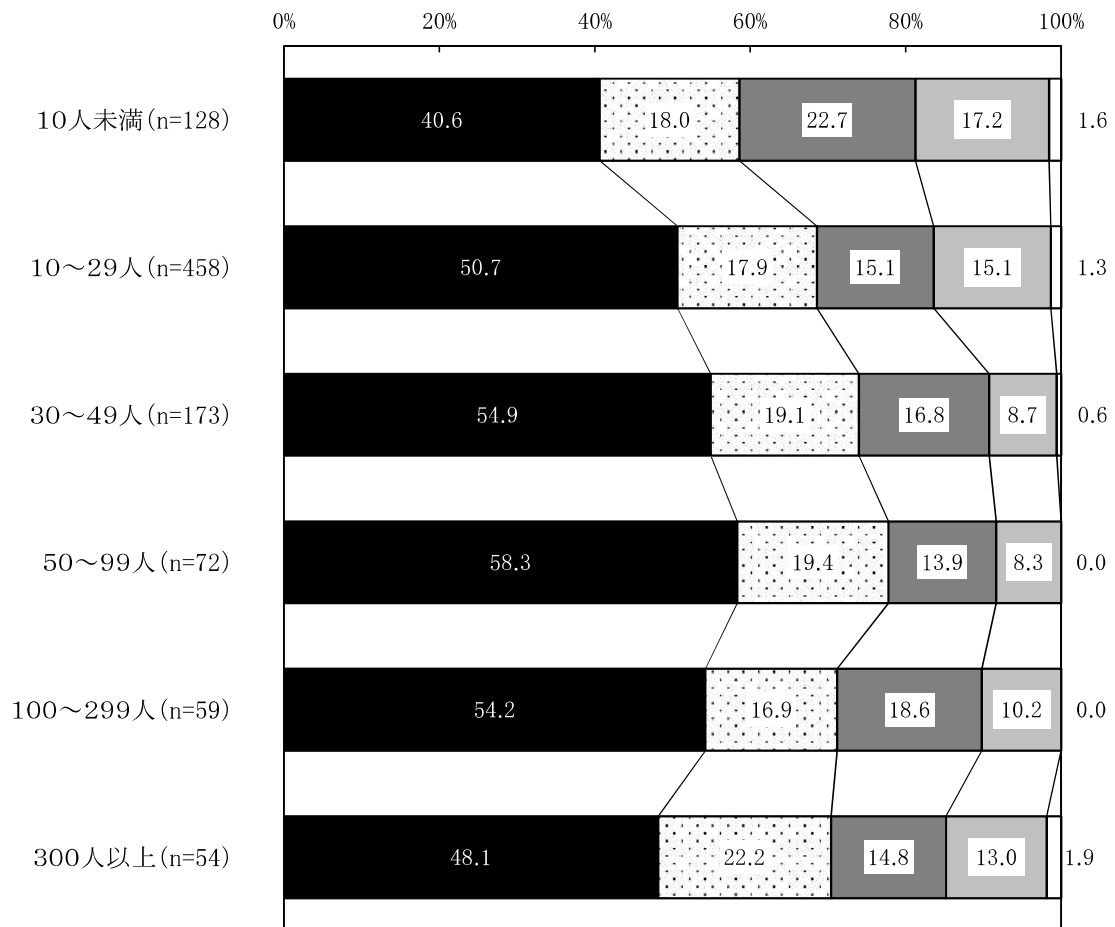 0% 20% 40% 60% 80% 100%
10人未満(n=128) 40.6 18.0 22.7 17.2 1.6
10～29人(n=458) 50.7 17.9 15.1 15.1 1.3
30～49人(n=173) 54.9 19.1 16.8 8.7 0.6
50～99人(n=72) 58.3 19.4 13.9 8.3 0.0
100～299人(n=59) 54.2 16.9 18.6 10.2 0.0
300人以上(n=54) 48.1 22.2 14.8 13.0 1.9